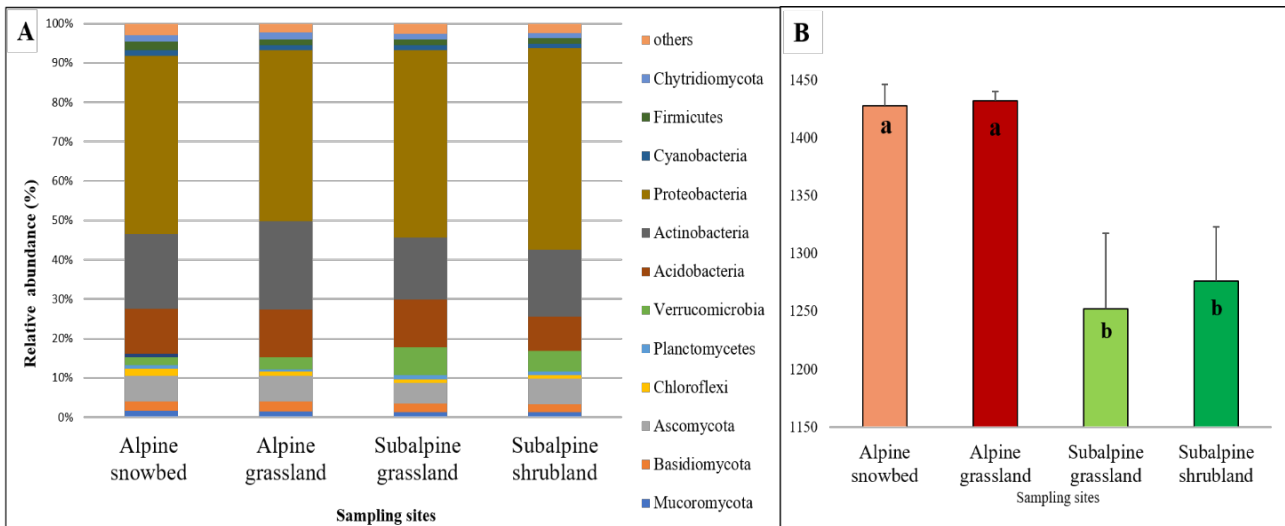 A
100%
90%
80%
70%
60%
50%
40%
30%
20%
10%
0%
Relative abundance (%)
Alpine
snowbed
Alpine
grassland
Subalpine
grassland
Subalpine
shrubland
Sampling sites
others
Chytridiomycota
Firmicutes
Cyanobacteria
Proteobacteria
Actinobacteria
Acidobacteria
Verrucomicrobia
Planctomycetes
Chloroflexi
Ascomycota
Basidiomycota
Mucoromycota
B
1450
1400
1350
1300
1250
1200
1150
a
a
b
b
Alpine
snowbed
Alpine
grassland
Subalpine
grassland
Subalpine
shrubland
Sampling sites